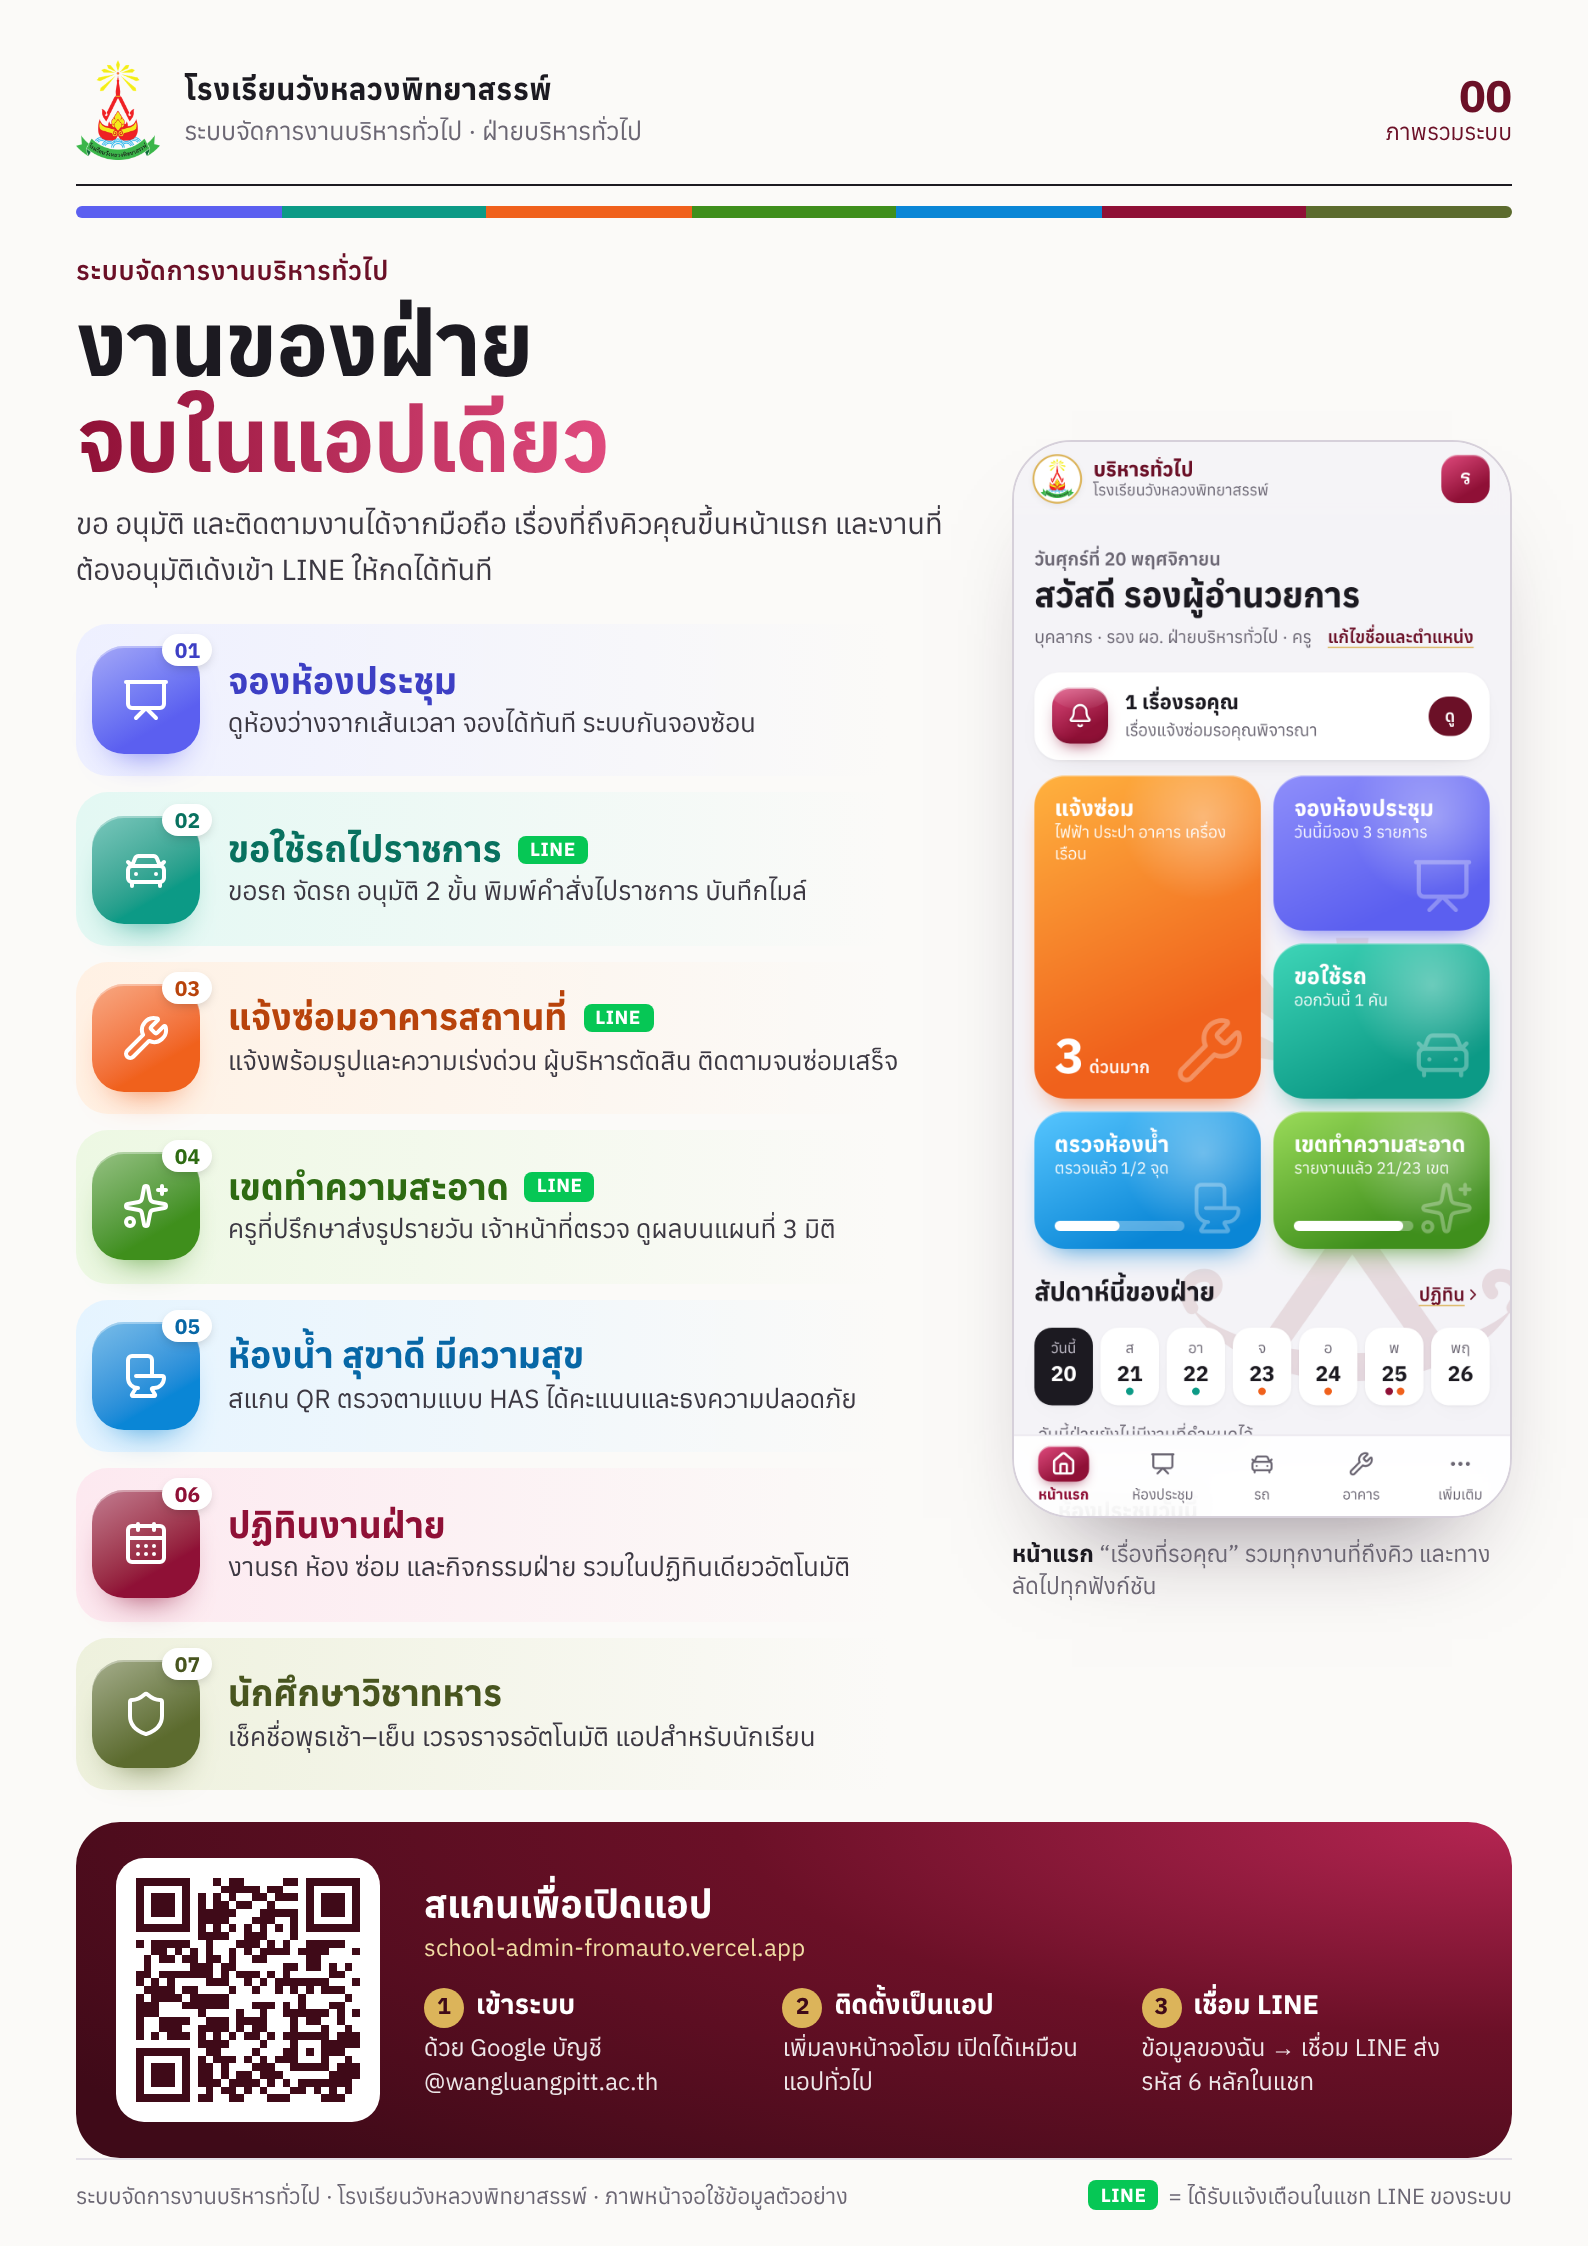 โรงเรียนวังหลวงพิทยาสรรพ์
ระบบจัดการงานบริหารทั่วไป · ฝ่ายบริหารทั่วไป
00
ภาพรวมระบบ
ระบบจัดการงานบริหารทั่วไป
งานของฝ่าย
จบในแอปเดียว
ขอ อนุมัติ และติดตามงานได้จากมือถือ เรื่องที่ถึงคิวคุณขึ้นหน้าแรก และงานที่
ต้องอนุมัติเด้งเข้า LINE ให้กดได้ทันที
01
จองห้องประชุม
ดูห้องว่างจากเส้นเวลา จองได้ทันที ระบบกันจองซ้อน
02
ขอใช้รถไปราชการ LINE
ขอรถ จัดรถ อนุมัติ 2 ขั้น พิมพ์คำสั่งไปราชการ บันทึกไมล์
03
แจ้งซ่อมอาคารสถานที่ LINE
แจ้งพร้อมรูปและความเร่งด่วน ผู้บริหารตัดสิน ติดตามจนซ่อมเสร็จ
04
เขตทำความสะอาด LINE
ครูที่ปรึกษาส่งรูปรายวัน เจ้าหน้าที่ตรวจ ดูผลบนแผนที่ 3 มิติ
05
ห้องน้ำ สุขาดี มีความสุข
สแกน QR ตรวจตามแบบ HAS ได้คะแนนและธงความปลอดภัย
06
ปฏิทินงานฝ่าย
งานรถ ห้อง ซ่อม และกิจกรรมฝ่าย รวมในปฏิทินเดียวอัตโนมัติ
07
นักศึกษาวิชาทหาร
เช็คชื่อพุธเช้า–เย็น เวรจราจรอัตโนมัติ แอปสำหรับนักเรียน
บริหารทั่วไป
โรงเรียนวังหลวงพิทยาสรรพ์
ร
วันศุกร์ที่ 20 พฤศจิกายน
สวัสดี รองผู้อำนวยการ
บุคลากร · รอง ผอ. ฝ่ายบริหารทั่วไป · ครู แก้ไขชื่อและตำแหน่ง
1 เรื่องรอคุณ
เรื่องแจ้งซ่อมรอคุณพิจารณา
ดู
แจ้งซ่อม
ไฟฟ้า ประปา อาคาร เครื่อง
เรือน
3 ด่วนมาก
จองห้องประชุม
วันนี้มีจอง 3 รายการ
ขอใช้รถ
ออกวันนี้ 1 คัน
ตรวจห้องน้ำ
ตรวจแล้ว 1/2 จุด
เขตทำความสะอาด
รายงานแล้ว 21/23 เขต
สัปดาห์นี้ของฝ่าย
ปฏิทิน ›
วันนี้ ส อา จ อ พ พฤ
20 21 22 23 24 25 26
วันนี้ฝ่ายยังไม่มีงานที่กำหนดไว้
หน้าแรก ห้องประชุม รถ อาคาร เพิ่มเติม
หน้าแรก “เรื่องที่รอคุณ” รวมทุกงานที่ถึงคิว และทาง
ลัดไปทุกฟังก์ชัน
สแกนเพื่อเปิดแอป
school-admin-fromauto.vercel.app
1 เข้าระบบ
ด้วย Google บัญชี
@wangluangpitt.ac.th
2 ติดตั้งเป็นแอป
เพิ่มลงหน้าจอโฮม เปิดได้เหมือน
แอปทั่วไป
3 เชื่อม LINE
ข้อมูลของฉัน → เชื่อม LINE ส่ง
รหัส 6 หลักในแชท
ระบบจัดการงานบริหารทั่วไป · โรงเรียนวังหลวงพิทยาสรรพ์ · ภาพหน้าจอใช้ข้อมูลตัวอย่าง
LINE = ได้รับแจ้งเตือนในแชท LINE ของระบบ